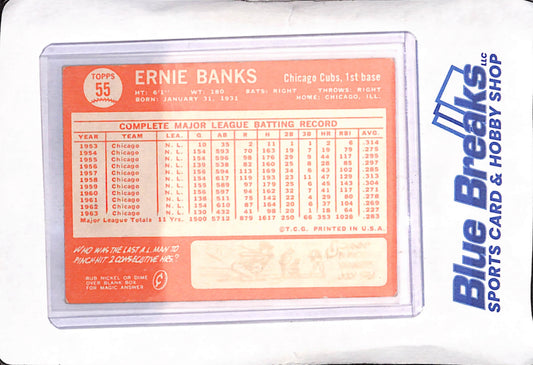 TOPPS
55
ERNIE BANKS
Chicago Cubs, 1st base
HT: 6'1" WT: 180 BATS: RIGHT THROWS: RIGHT
BORN: JANUARY 31, 1931 HOME: CHICAGO, ILL.
COMPLETE MAJOR LEAGUE BATTING RECORD
YEAR TEAM LEA. G AB R H 2B 3B HR RBI AVG.
1953 Chicago N.L. 10 35 2 11 1 1 2 6 .314
1954 Chicago N.L. 154 593 70 163 19 7 19 79 .275
1955 Chicago N.L. 154 596 98 176 29 9 44 117 .295
1956 Chicago N.L. 139 538 82 160 25 8 28 85 .297
1957 Chicago N.L. 156 594 113 169 34 6 43 102 .285
1958 Chicago N.L. 154 617 119 193 23 11 47 129 .313
1959 Chicago N.L. 155 589 97 179 25 6 45 143 .304
1960 Chicago N.L. 156 597 94 162 32 7 41 117 .271
1961 Chicago N.L. 138 511 75 142 22 4 29 80 .278
1962 Chicago N.L. 154 610 87 164 20 6 37 104 .269
1963 Chicago N.L. 130 432 41 98 20 1 18 64 .227
Major League Totals 11 Yrs. 1500 5712 879 1617 250 66 353 1026 .283
©T.C.G. PRINTED IN U.S.A
WHO WAS THE LAST A.L. MAN TO
PINCH HIT 2 CONSECUTIVE HRS.?
RUB NICKEL OR DIME
OVER BLANK BOX
FOR MAGIC ANSWER
Blue Breaks LLC
SPORTS CARD & HOBBY SHOP